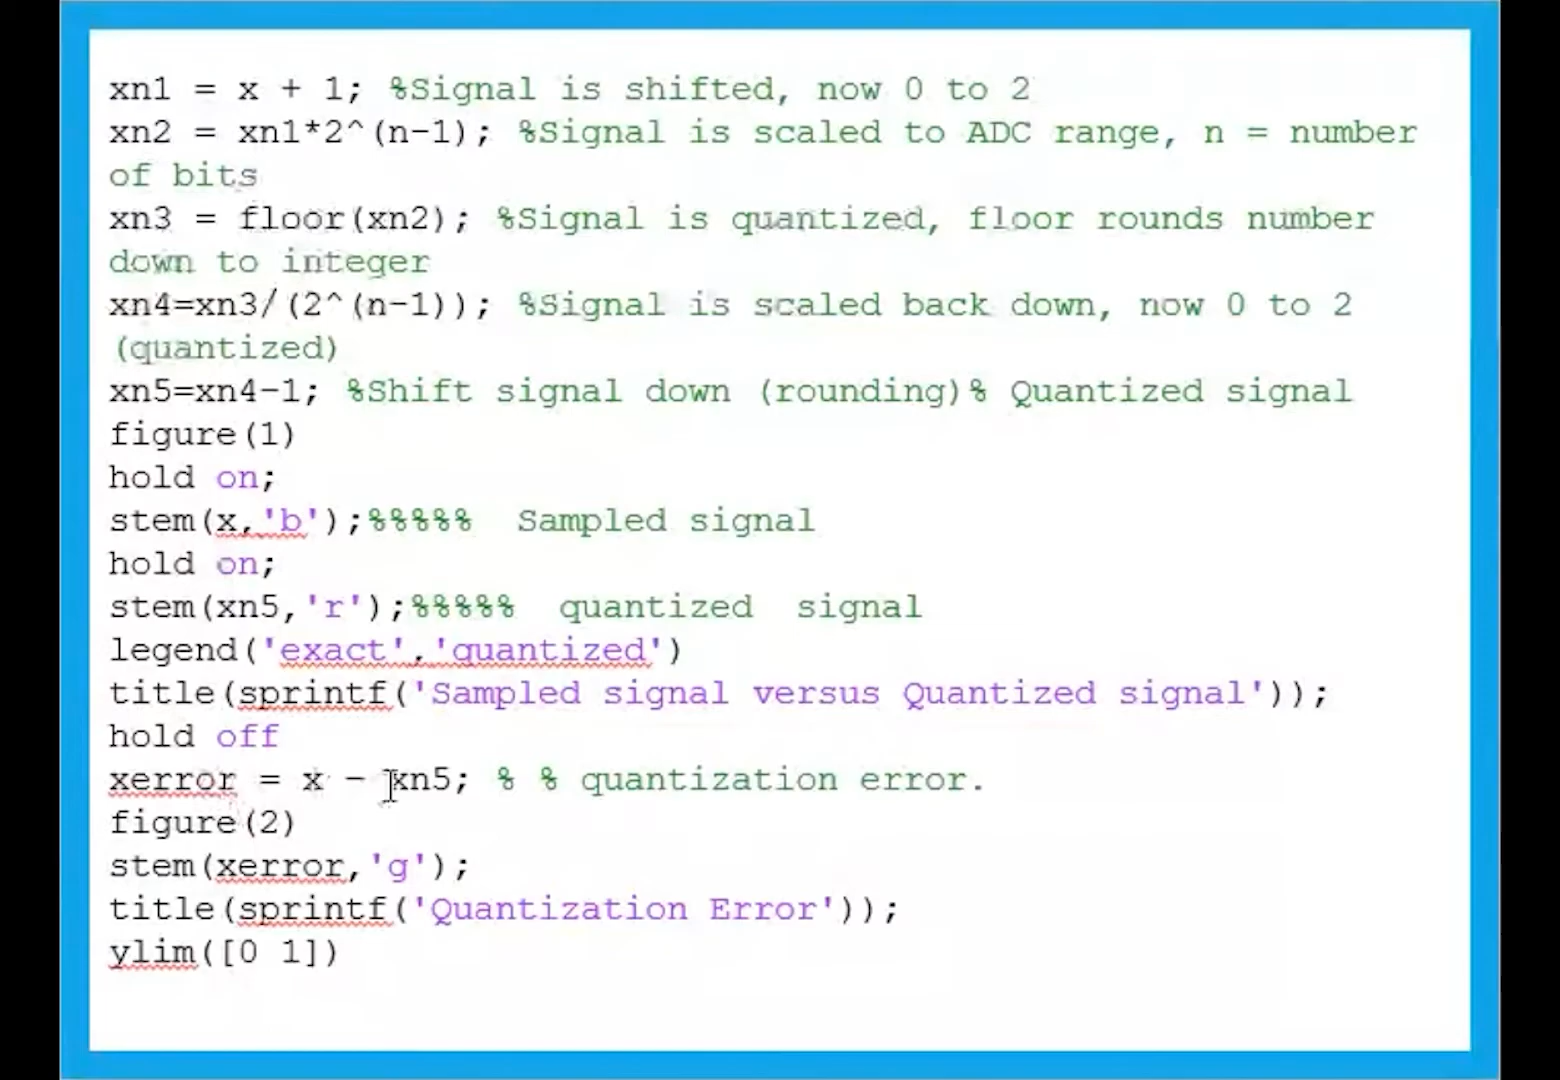 xn1 = x + 1; %Signal is shifted, now 0 to 2
xn2 = xn1*2^(n-1); %Signal is scaled to ADC range, n = number
of bits
xn3 = floor(xn2); %Signal is quantized, floor rounds number
down to integer
xn4=xn3/(2^(n-1)); %Signal is scaled back down, now 0 to 2
(quantized)
xn5=xn4-1; %Shift signal down (rounding)% Quantized signal
figure(1)
hold on;
stem(x,'b');%%%%%  Sampled signal
hold on;
stem(xn5,'r');%%%%%  quantized  signal
legend('exact','quantized')
title(sprintf('Sampled signal versus Quantized signal'));
hold off
xerror = x - xn5; % % quantization error.
figure(2)
stem(xerror,'g');
title(sprintf('Quantization Error'));
ylim([0 1])